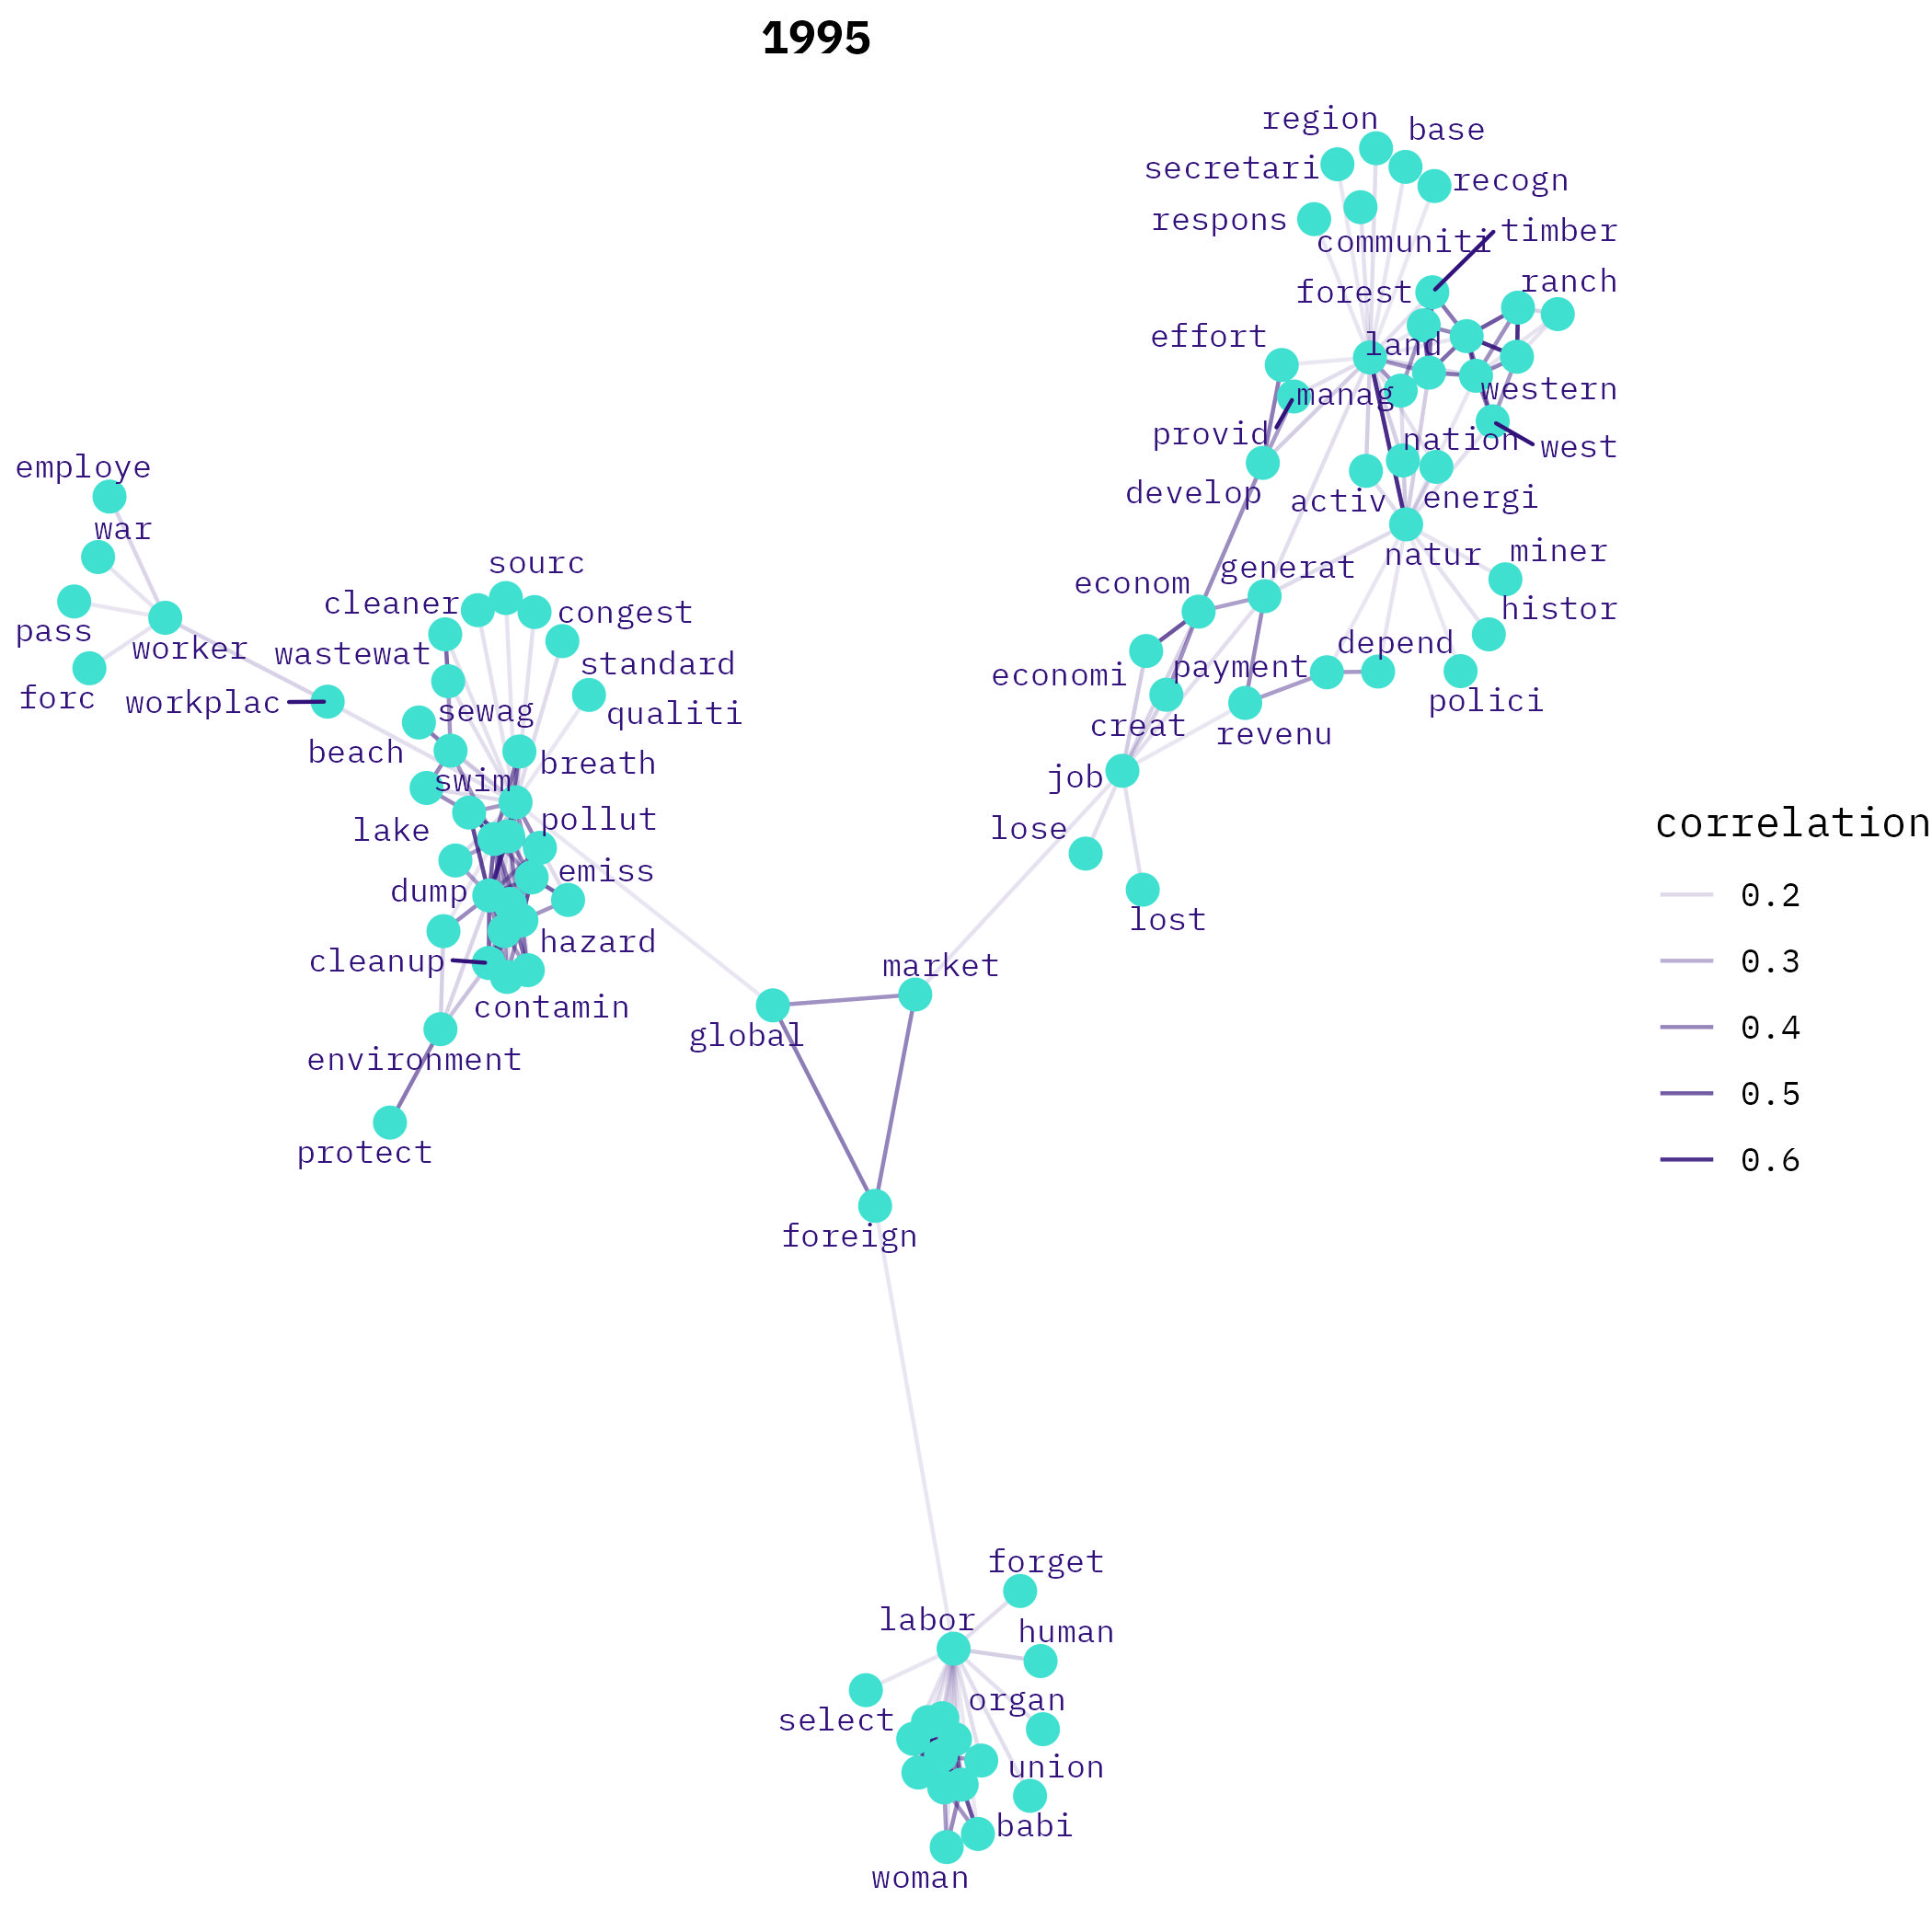 1995
region
base
secretari
recogn
respons
timber
communiti
ranch
forest
effort
land
western
manag
provid
nation
west
develop
activ
energi
employe
war
sourc
generat
natur
miner
econom
cleaner
congest
histor
pass
worker
wastewat
standard
depend
forc
workplac
economi
payment
polici
sewag
qualiti
creat
revenu
beach
breath
swim
job
lake
pollut
lose
correlation
dump
emiss
lost
0.2
cleanup
hazard
market
0.3
contamin
global
0.4
environment
0.5
protect
0.6
foreign
forget
labor
human
organ
select
union
babi
woman